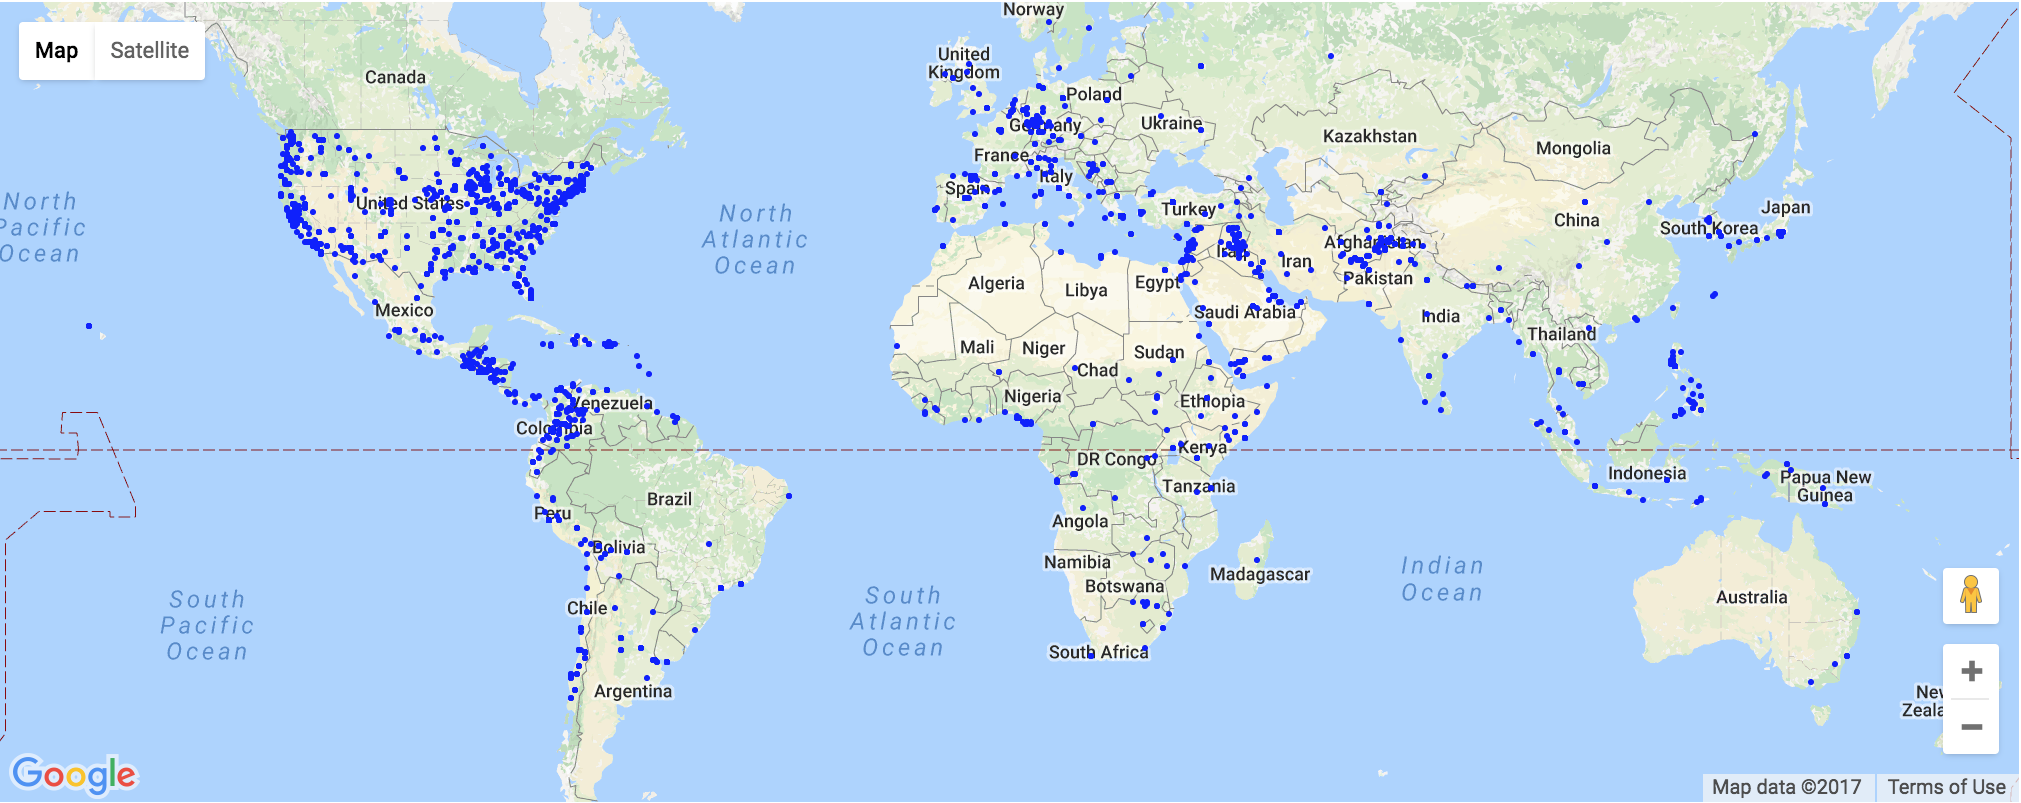 Map
Satellite
Norway
United
Kingdom
Canada
Poland
Germany
Ukraine
Kazakhstan
Mongolia
France
Italy
Spain
North
Pacific
Ocean
United States
North
Atlantic
Ocean
Turkey
China
Japan
South Korea
Afghanistan
Iraq
Iran
Pakistan
Algeria
Libya
Egypt
Mexico
Saudi Arabia
India
Thailand
Mali
Niger
Sudan
Chad
Nigeria
Ethiopia
Venezuela
Colombia
Kenya
DR Congo
Indonesia
Papua New
Guinea
Tanzania
Brazil
Peru
Angola
Bolivia
Namibia
Botswana
Madagascar
Indian
Ocean
Australia
Chile
South
Pacific
Ocean
South
Atlantic
Ocean
South Africa
Argentina
New
Zeala
Google
Map data ©2017
Terms of Use